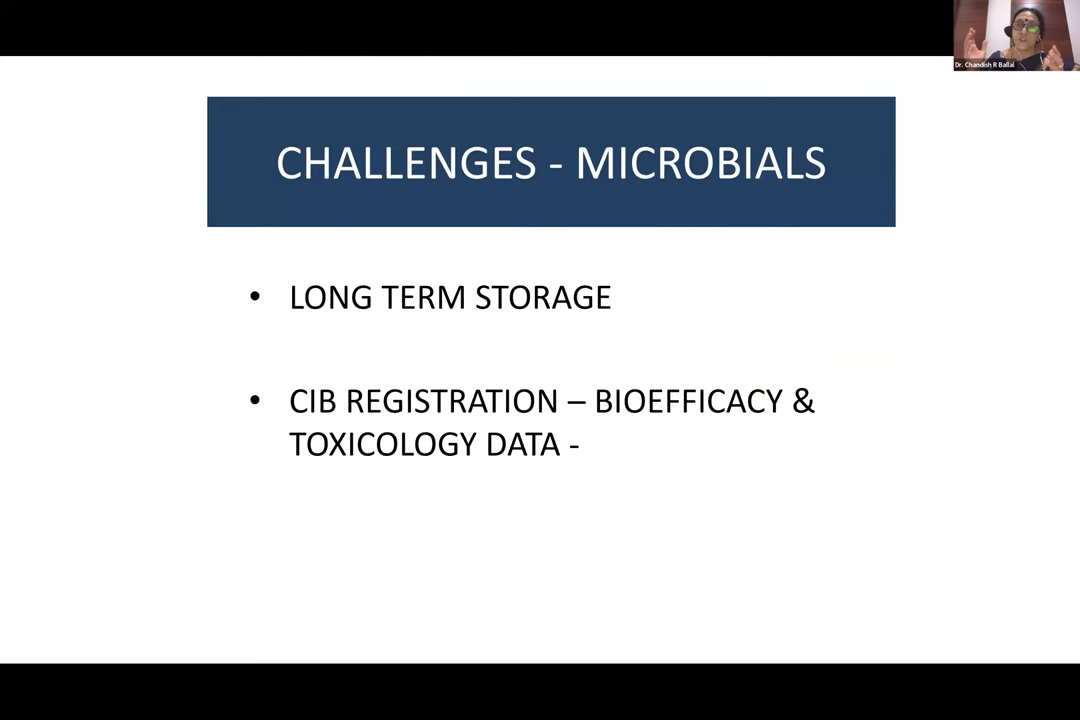 Dr. Chandish R Ballal
CHALLENGES - MICROBIALS
• LONG TERM STORAGE
• CIB REGISTRATION – BIOEFFICACY &
TOXICOLOGY DATA -